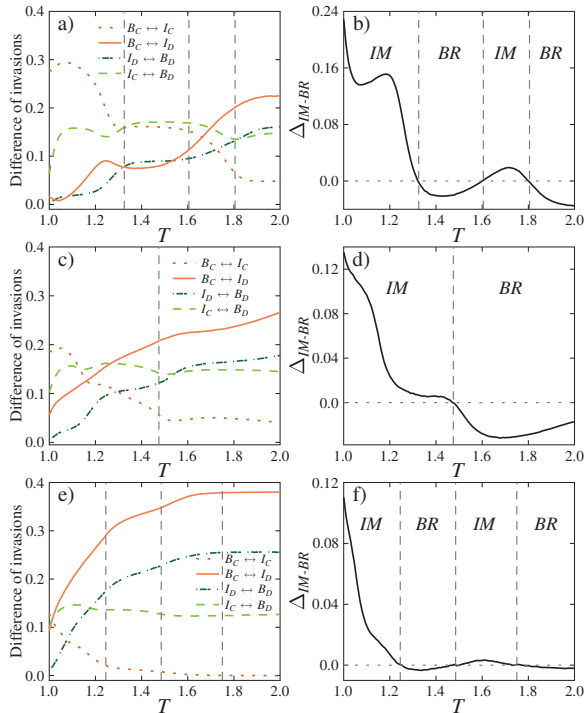 a)
Difference of invasions
0.4
0.3
0.2
0.1
0.0
B_C ↔ I_C
B_C ↔ I_D
I_D ↔ B_D
I_C ↔ B_D
1.0 1.2 1.4 1.6 1.8 2.0
T
b)
Δ_IM-BR
0.24
0.16
0.08
0.0
IM BR IM BR
1.0 1.2 1.4 1.6 1.8 2.0
T
c)
Difference of invasions
0.4
0.3
0.2
0.1
0.0
B_C ↔ I_C
B_C ↔ I_D
I_D ↔ B_D
I_C ↔ B_D
1.0 1.2 1.4 1.6 1.8 2.0
T
d)
Δ_IM-BR
0.12
0.08
0.04
0.0
IM BR
1.0 1.2 1.4 1.6 1.8 2.0
T
e)
Difference of invasions
0.4
0.3
0.2
0.1
0.0
B_C ↔ I_C
B_C ↔ I_D
I_D ↔ B_D
I_C ↔ B_D
1.0 1.2 1.4 1.6 1.8 2.0
T
f)
Δ_IM-BR
0.12
0.08
0.04
0.0
IM BR IM BR
1.0 1.2 1.4 1.6 1.8 2.0
T